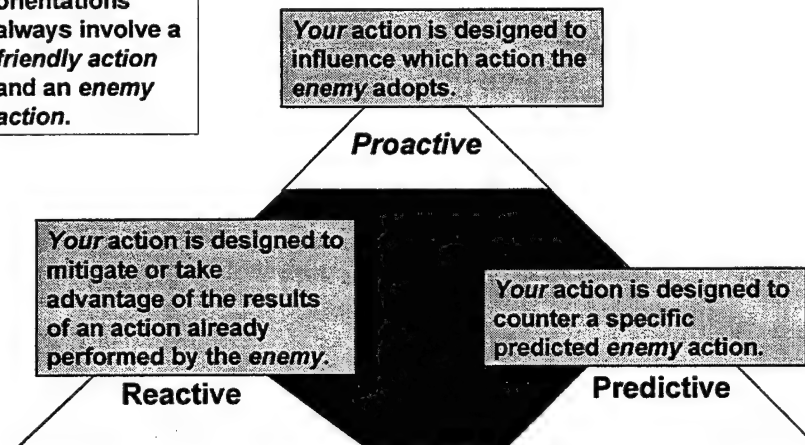 orientations
always involve a
friendly action
and an enemy
action.
Your action is designed to
influence which action the
enemy adopts.
Proactive
Your action is designed to
mitigate or take
advantage of the results
of an action already
performed by the enemy.
Reactive
Your action is designed to
counter a specific
predicted enemy action.
Predictive